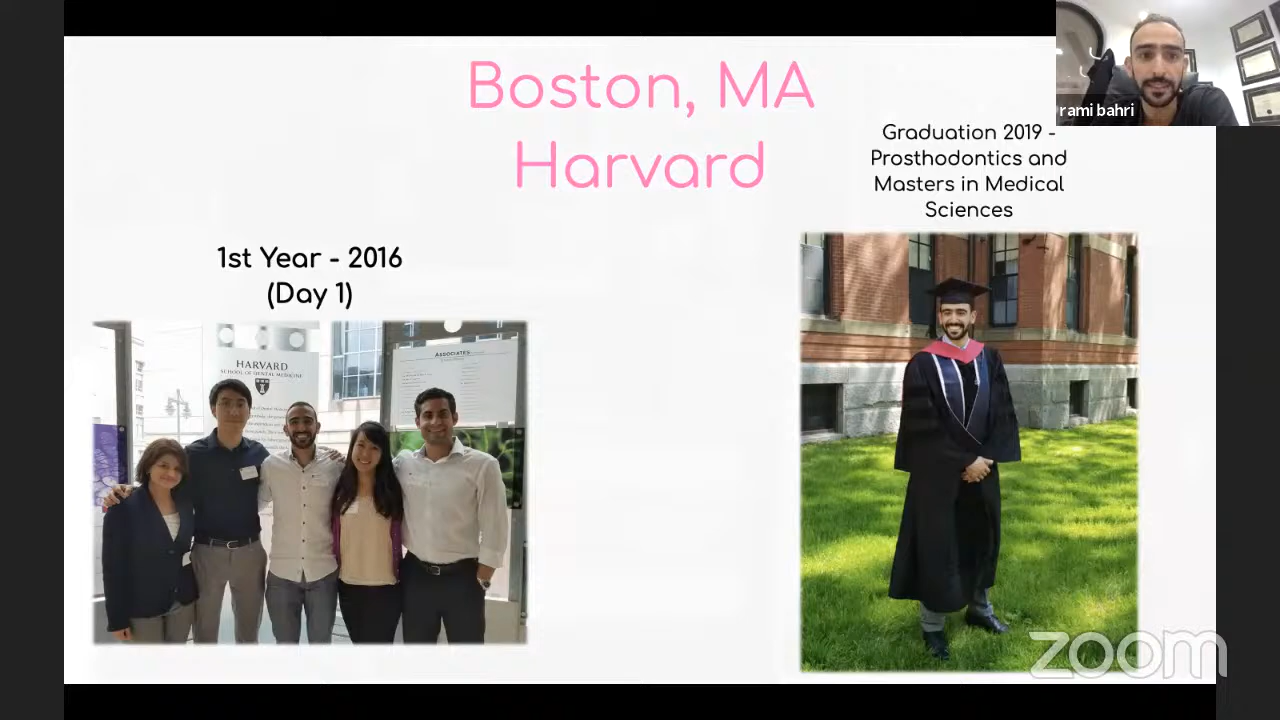 Boston, MA
Harvard
rami bahri
Graduation 2019 -
Prosthodontics and
Masters in Medical
Sciences
1st Year - 2016
(Day 1)
HARVARD
SCHOOL OF DENTAL MEDICINE
ASSOCIATES
zoom